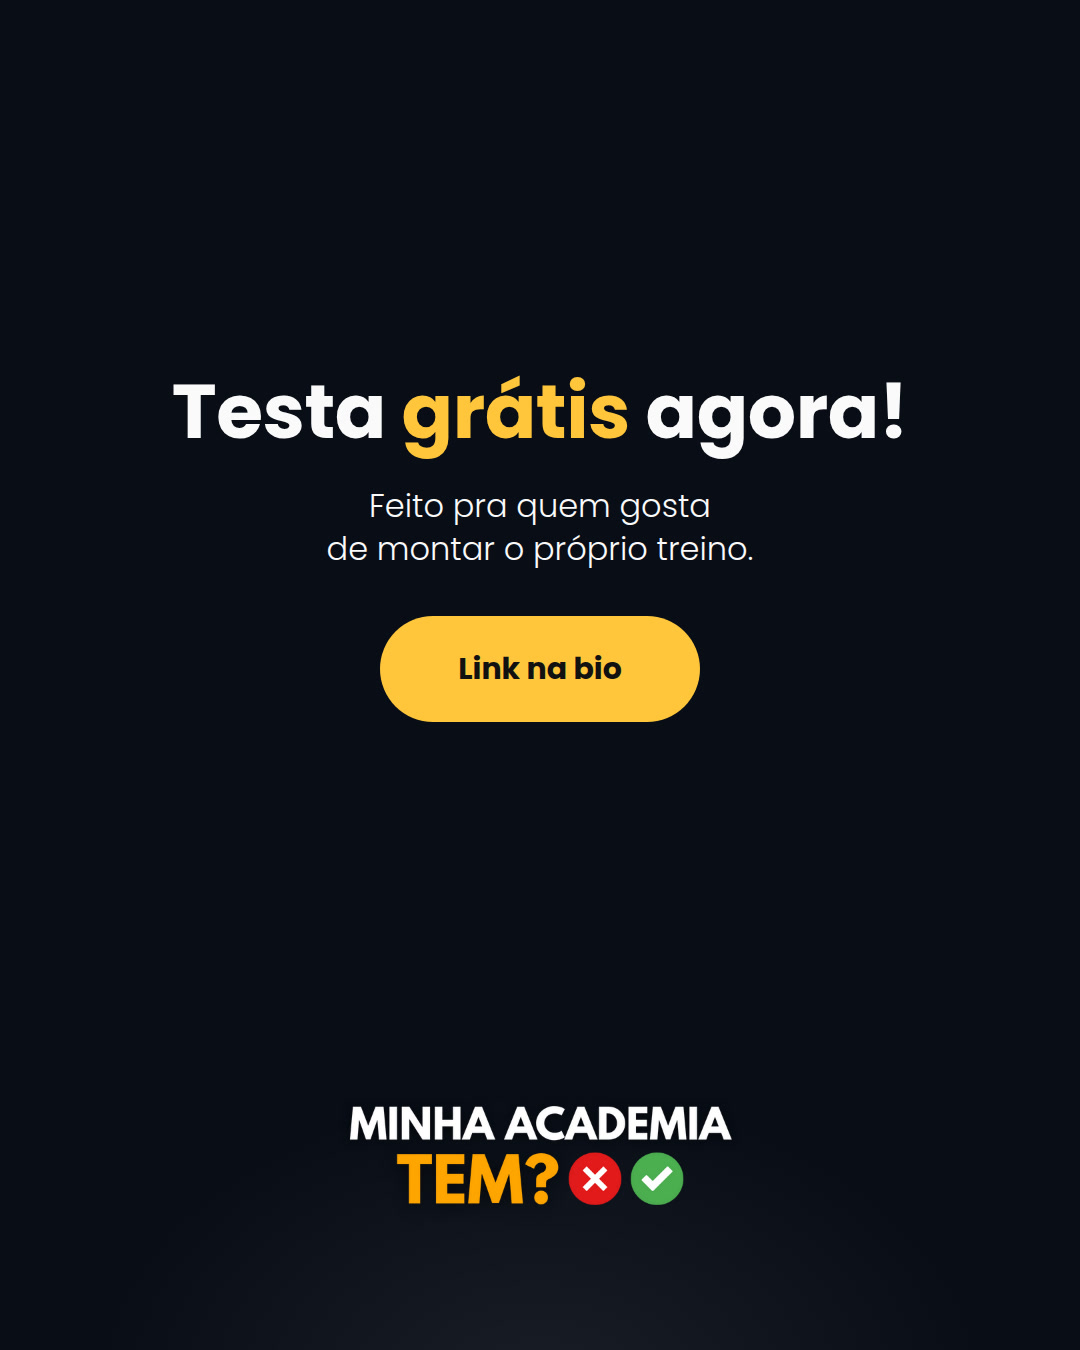 Testa grátis agora!
Feito pra quem gosta
de montar o próprio treino.
Link na bio
MINHA ACADEMIA
TEM?